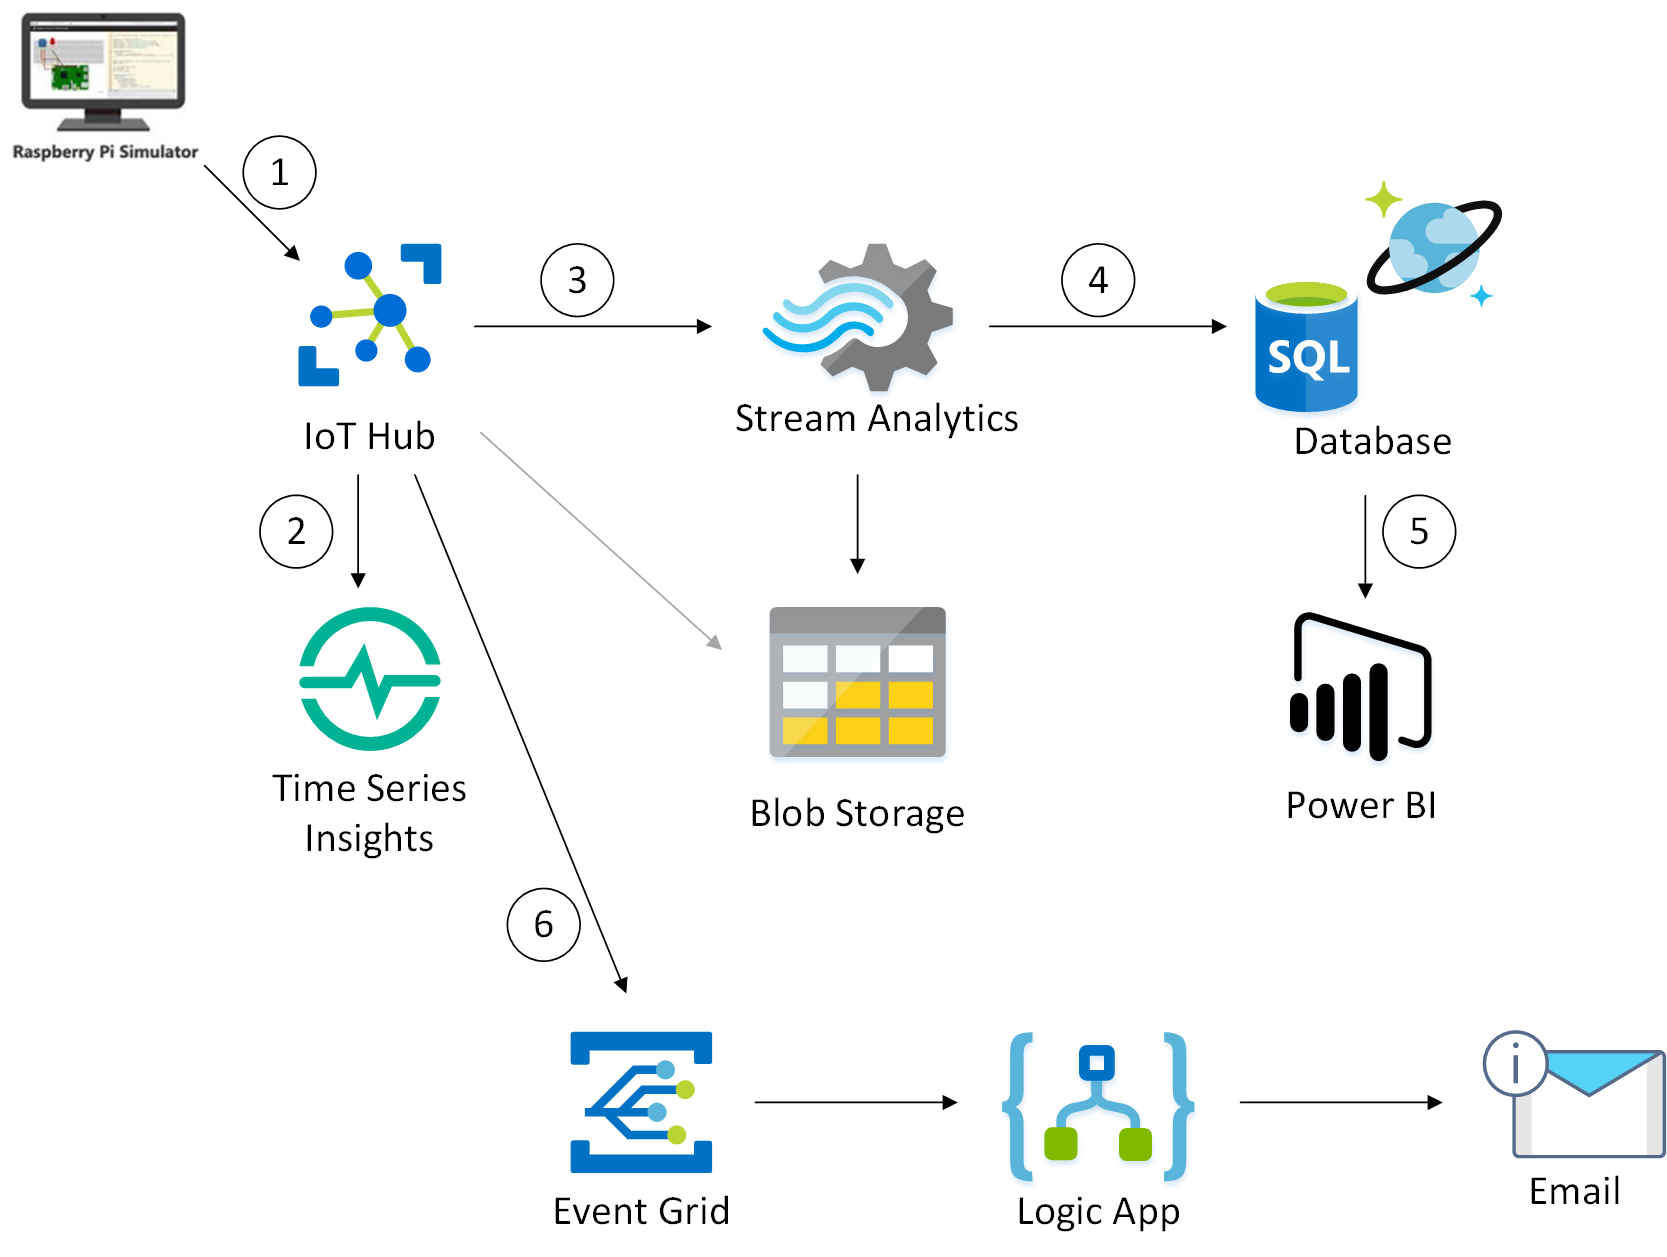 Raspberry Pi Simulator
1
3
4
SQL
IoT Hub
Stream Analytics
Database
2
5
Time Series
Insights
Blob Storage
Power BI
6
i
Event Grid
Logic App
Email